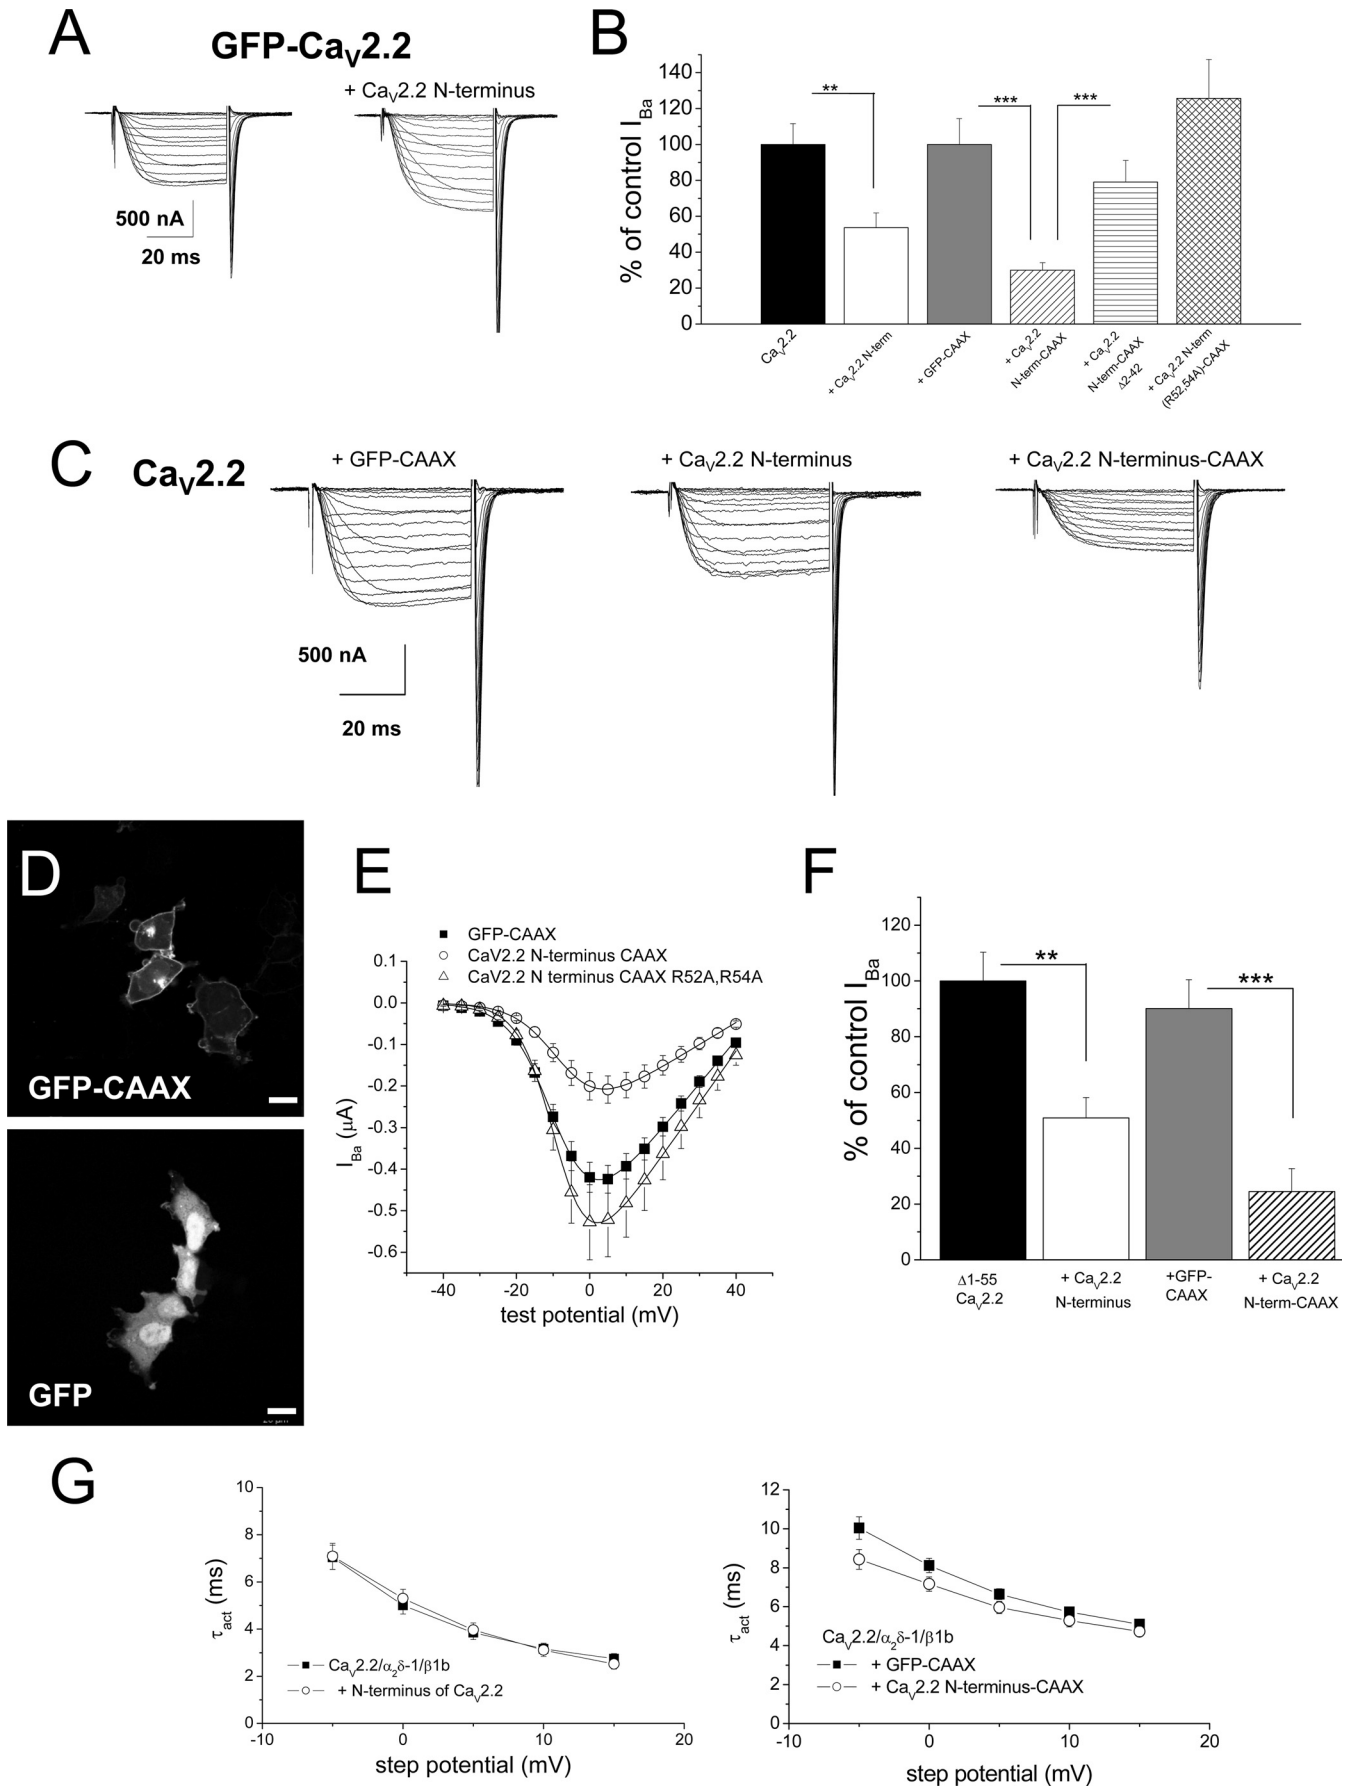 A
GFP-CaV2.2
+ CaV2.2 N-terminus
500 nA
20 ms
B
% of control IBa
140
120
100
80
60
40
20
0
**
***
***
CaV2.2
+ CaV2.2 N-term
+ GFP-CAAX
+ CaV2.2
N-term-CAAX
+ CaV2.2
N-term-CAAX
Δ2-42
+ CaV2.2 N-term
(R52,54A)-CAAX
C
CaV2.2
+ GFP-CAAX
+ CaV2.2 N-terminus
+ CaV2.2 N-terminus-CAAX
500 nA
20 ms
D
GFP-CAAX
GFP
E
GFP-CAAX
CaV2.2 N-terminus CAAX
CaV2.2 N terminus CAAX R52A,R54A
IBa (μA)
0.1
0.0
-0.1
-0.2
-0.3
-0.4
-0.5
-0.6
-40
-20
0
20
40
test potential (mV)
F
% of control IBa
120
100
80
60
40
20
0
**
***
Δ1-55
CaV2.2
+ CaV2.2
N-terminus
+GFP-
CAAX
+ CaV2.2
N-term-CAAX
G
τact (ms)
10
8
6
4
2
0
-10
0
10
20
CaV2.2/α2δ-1/β1b
+ N-terminus of CaV2.2
step potential (mV)
τact (ms)
12
10
8
6
4
2
0
-10
0
10
20
CaV2.2/α2δ-1/β1b
+ GFP-CAAX
+ CaV2.2 N-terminus-CAAX
step potential (mV)